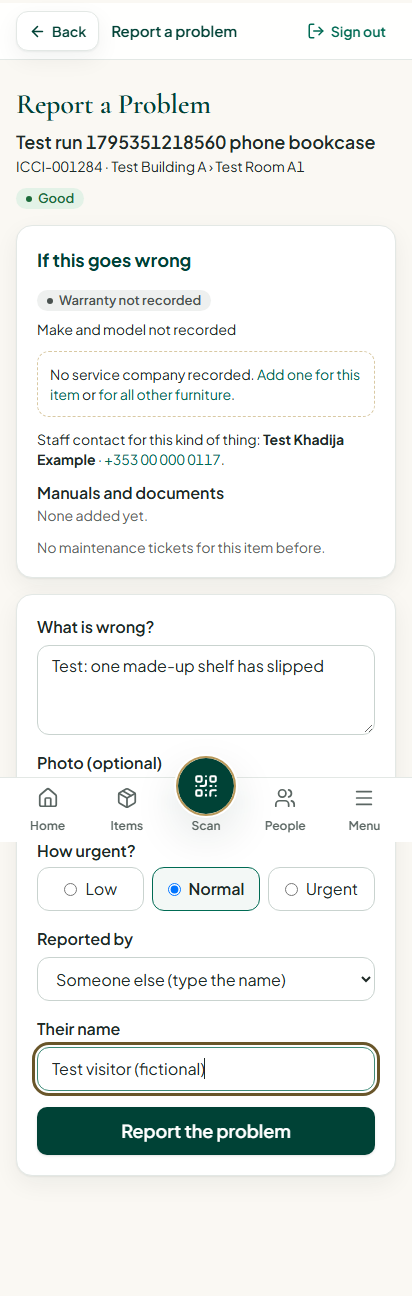 Back
Report a problem
Sign out
Report a Problem
Test run 1795351218560 phone bookcase
ICCI-001284 · Test Building A › Test Room A1
Good
If this goes wrong
Warranty not recorded
Make and model not recorded
No service company recorded. Add one for this
item or for all other furniture.
Staff contact for this kind of thing: Test Khadija
Example · +353 00 000 0117.
Manuals and documents
None added yet.
No maintenance tickets for this item before.
What is wrong?
Test: one made-up shelf has slipped
Photo (optional)
Home
Items
Scan
People
Menu
How urgent?
Low
Normal
Urgent
Reported by
Someone else (type the name)
Their name
Test visitor (fictional)
Report the problem